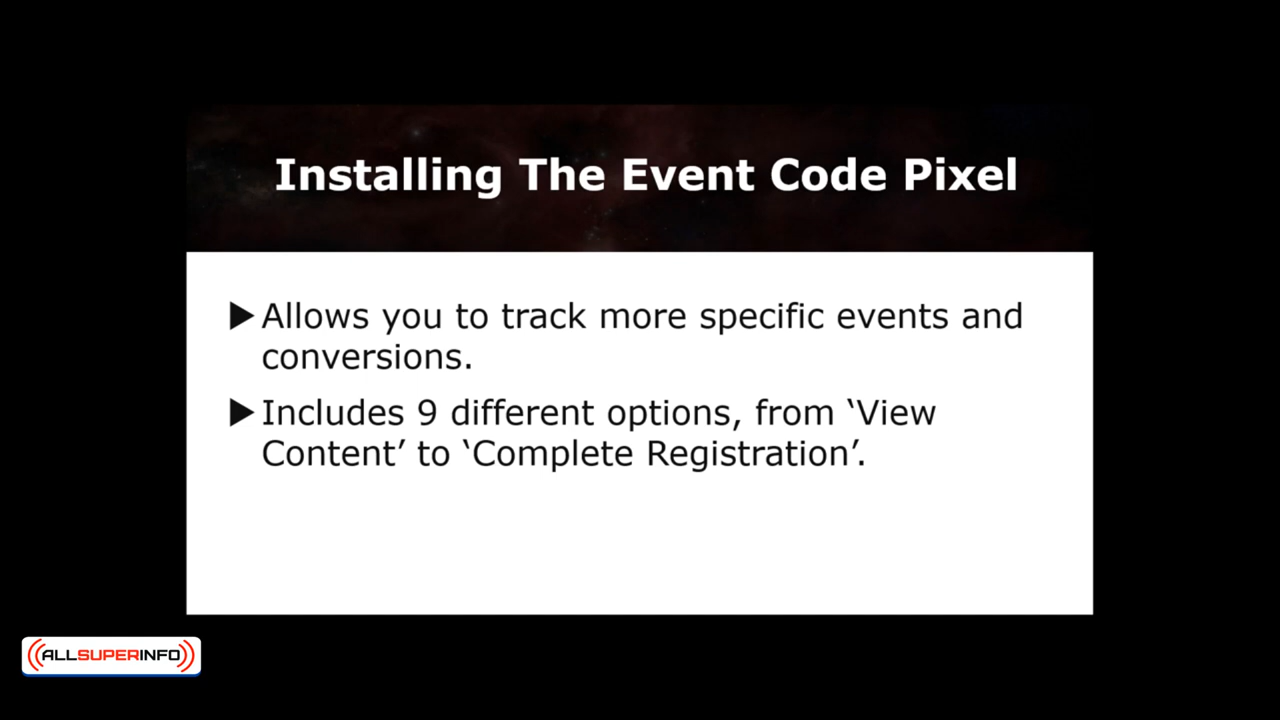 Installing The Event Code Pixel
▶Allows you to track more specific events and
conversions.
▶Includes 9 different options, from ‘View
Content’ to ‘Complete Registration’.
((ALLSUPERINFO))